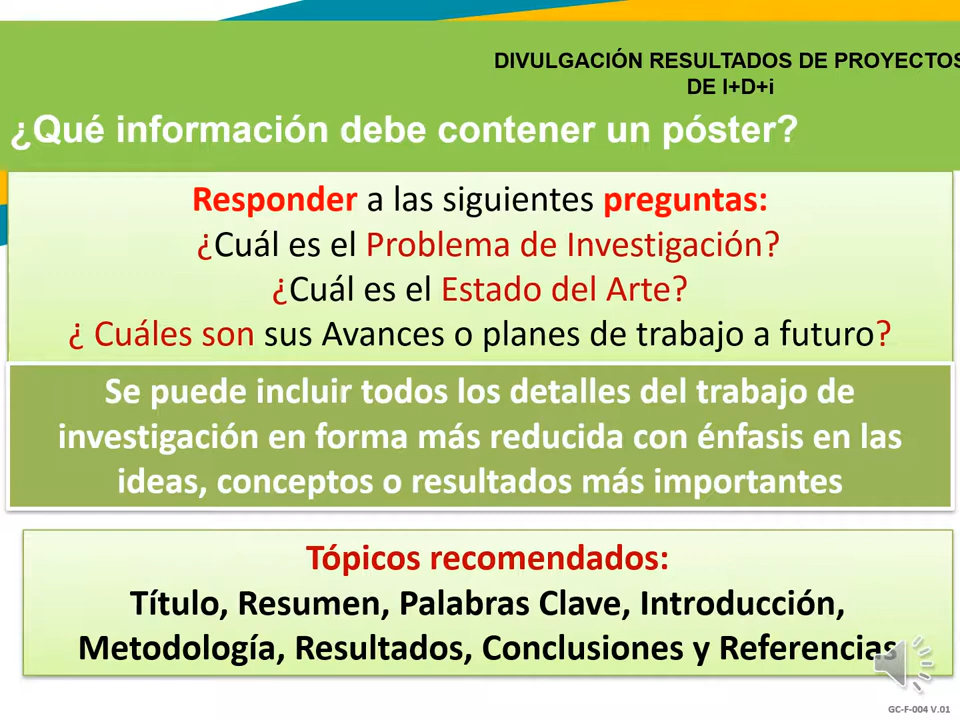 DIVULGACIÓN RESULTADOS DE PROYECTOS
DE I+D+i
¿Qué información debe contener un póster?
Responder a las siguientes preguntas:
¿Cuál es el Problema de Investigación?
¿Cuál es el Estado del Arte?
¿ Cuáles son sus Avances o planes de trabajo a futuro?
Se puede incluir todos los detalles del trabajo de
investigación en forma más reducida con énfasis en las
ideas, conceptos o resultados más importantes
Tópicos recomendados:
Título, Resumen, Palabras Clave, Introducción,
Metodología, Resultados, Conclusiones y Referencias
GC-F-004 V.01